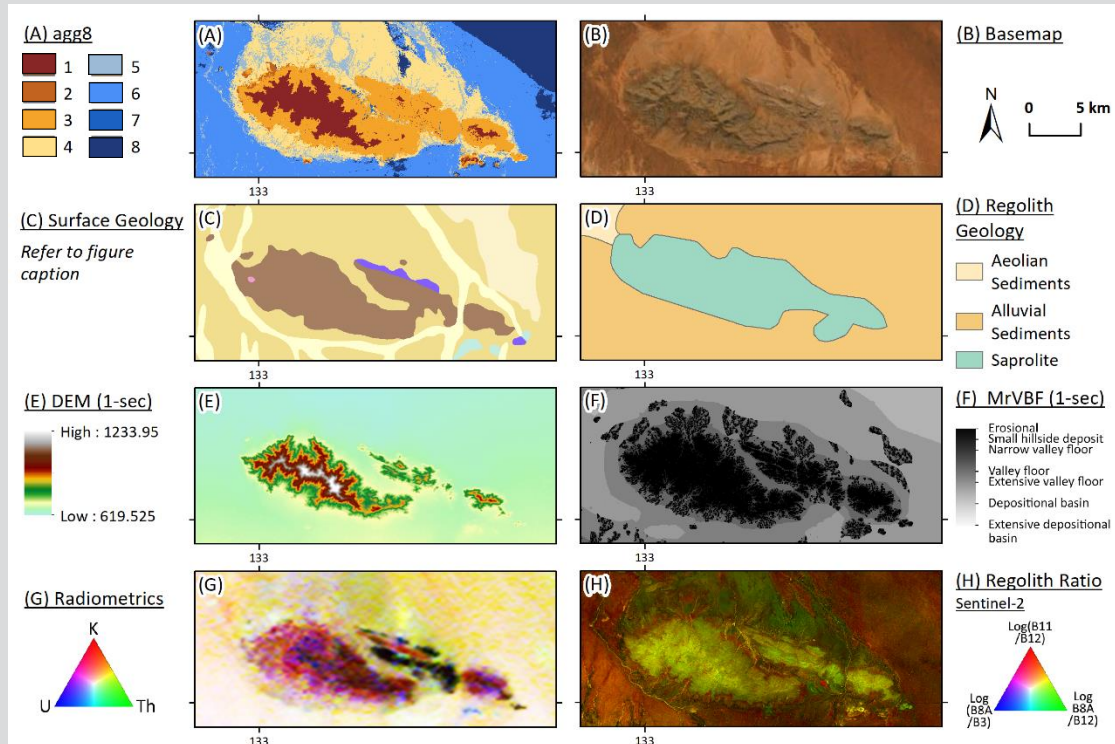 (A) agg8
1
5
2
6
3
7
4
8
(A)
133
(B)
133
(B) Basemap
N
0
5 km
(C) Surface Geology
Refer to figure
caption
(C)
133
(D)
133
(D) Regolith
Geology
Aeolian
Sediments
Alluvial
Sediments
Saprolite
(E) DEM (1-sec)
High : 1233.95
Low : 619.525
(E)
133
(F)
133
(F) MrVBF (1-sec)
Erosional
Small hillside deposit
Narrow valley floor
Valley floor
Extensive valley floor
Depositional basin
Extensive depositional
basin
(G) Radiometrics
K
U
Th
(G)
133
(H)
133
(H) Regolith Ratio
Sentinel-2
Log(B11
/B12)
Log
(B8A
/B3)
Log
B8A
/B12)